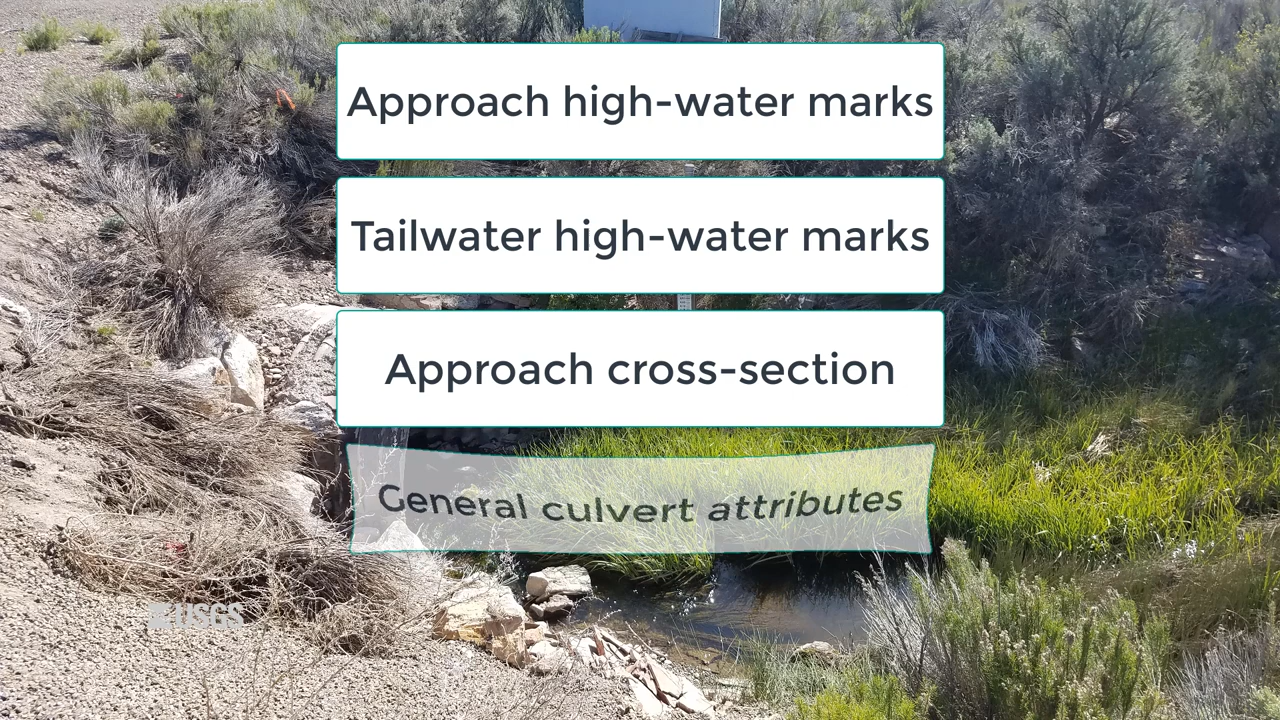 Approach high-water marks
Tailwater high-water marks
Approach cross-section
General culvert attributes
USGS